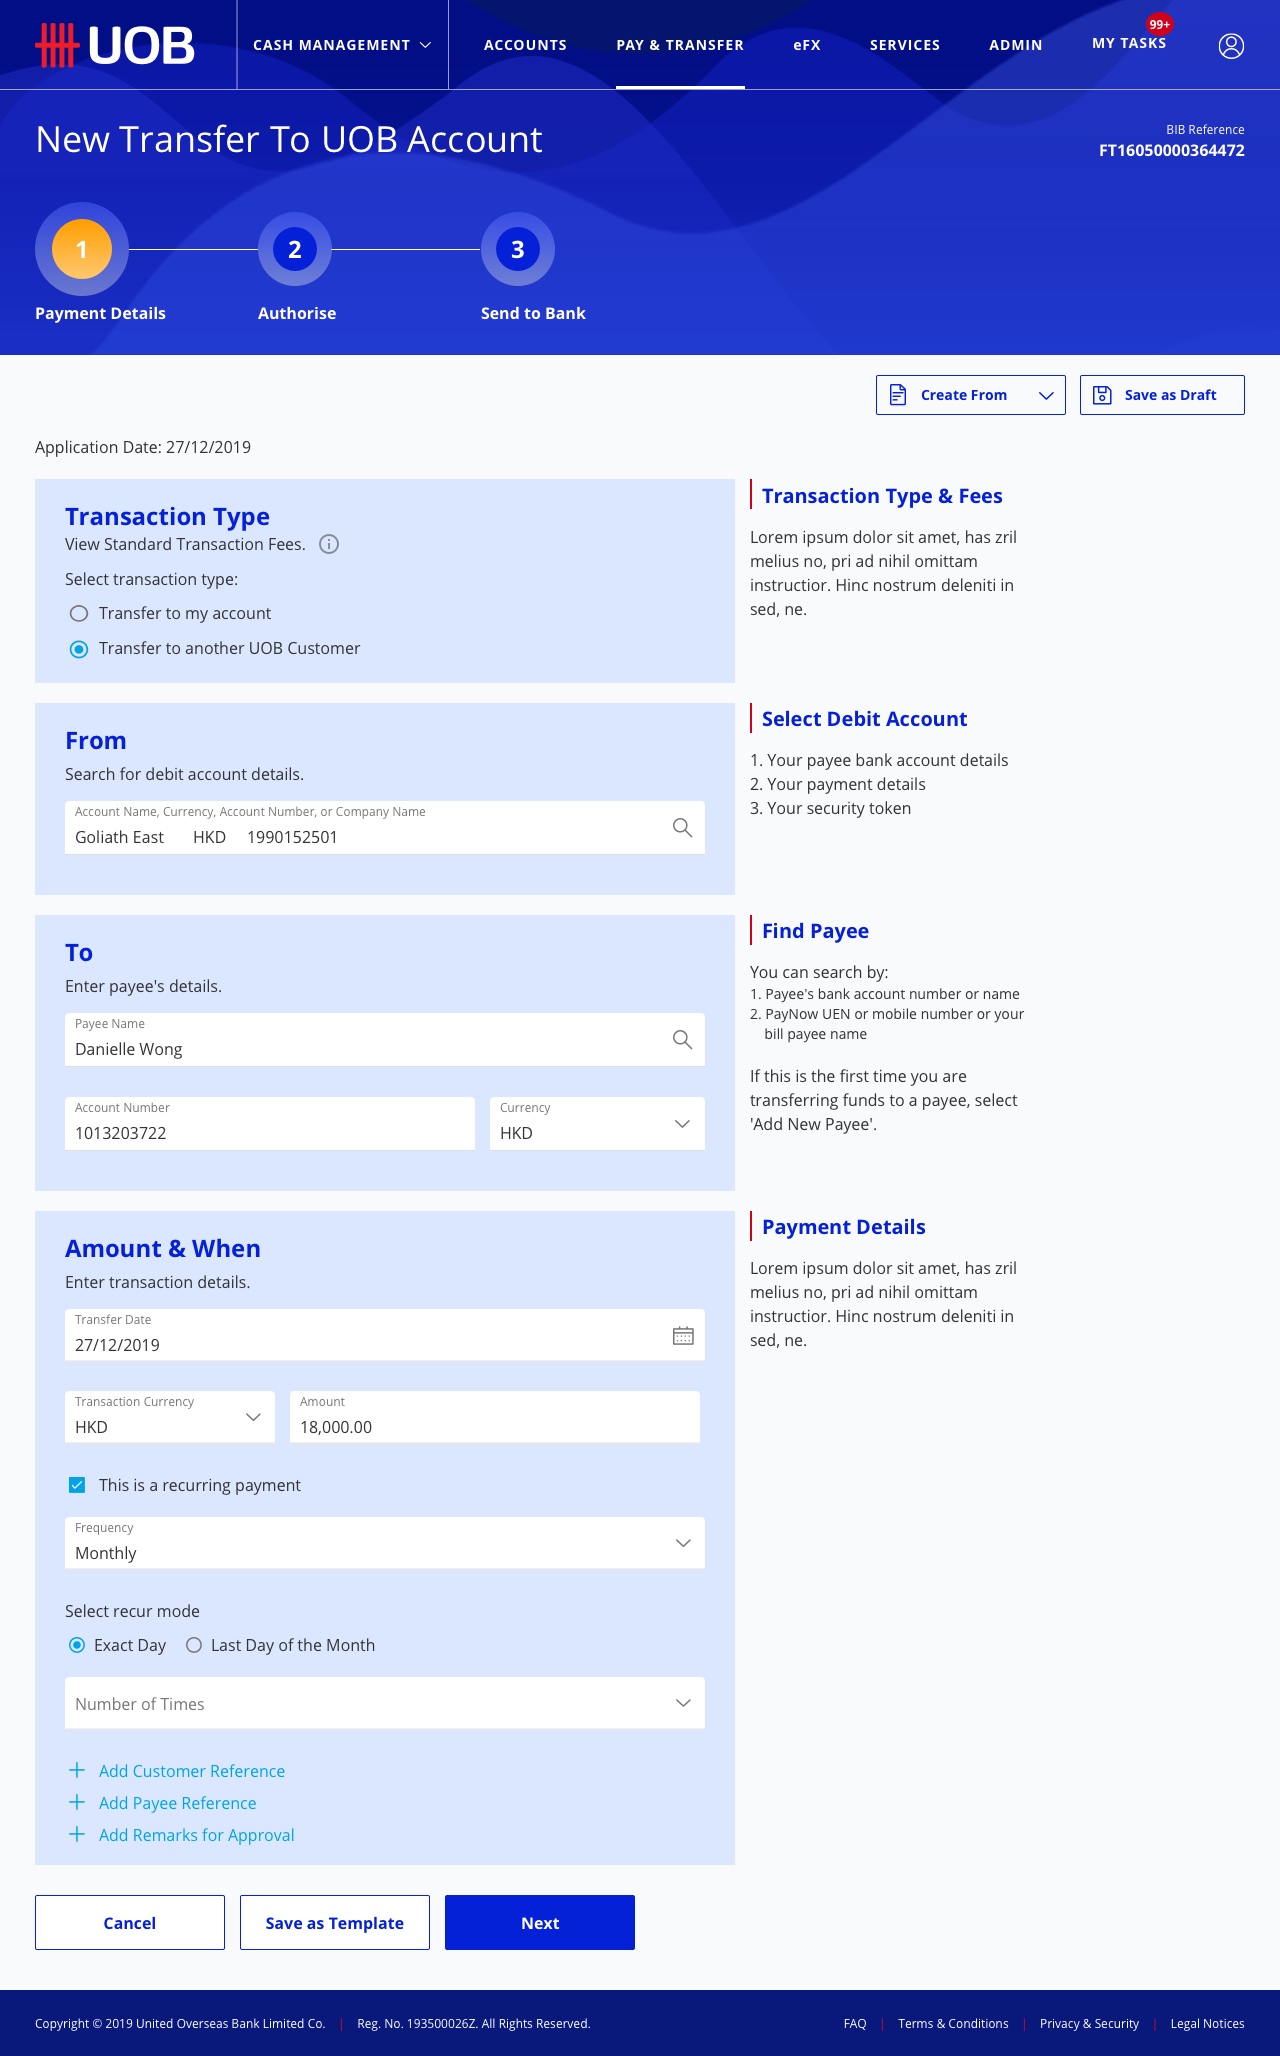 UOB
CASH MANAGEMENT
ACCOUNTS
PAY & TRANSFER
eFX
SERVICES
ADMIN
MY TASKS
99+
New Transfer To UOB Account
BIB Reference
FT16050000364472
1
2
3
Payment Details
Authorise
Send to Bank
Create From
Save as Draft
Application Date: 27/12/2019
Transaction Type
View Standard Transaction Fees.
Select transaction type:
Transfer to my account
Transfer to another UOB Customer
Transaction Type & Fees
Lorem ipsum dolor sit amet, has zril
melius no, pri ad nihil omittam
instructior. Hinc nostrum deleniti in
sed, ne.
From
Search for debit account details.
Account Name, Currency, Account Number, or Company Name
Goliath East HKD 1990152501
Select Debit Account
1. Your payee bank account details
2. Your payment details
3. Your security token
To
Enter payee's details.
Payee Name
Danielle Wong
Account Number
1013203722
Currency
HKD
Find Payee
You can search by:
1. Payee's bank account number or name
2. PayNow UEN or mobile number or your
bill payee name
If this is the first time you are
transferring funds to a payee, select
'Add New Payee'.
Amount & When
Enter transaction details.
Transfer Date
27/12/2019
Transaction Currency
HKD
Amount
18,000.00
This is a recurring payment
Frequency
Monthly
Select recur mode
Exact Day
Last Day of the Month
Number of Times
Add Customer Reference
Add Payee Reference
Add Remarks for Approval
Payment Details
Lorem ipsum dolor sit amet, has zril
melius no, pri ad nihil omittam
instructior. Hinc nostrum deleniti in
sed, ne.
Cancel
Save as Template
Next
Copyright © 2019 United Overseas Bank Limited Co. | Reg. No. 193500026Z. All Rights Reserved.
FAQ | Terms & Conditions | Privacy & Security | Legal Notices